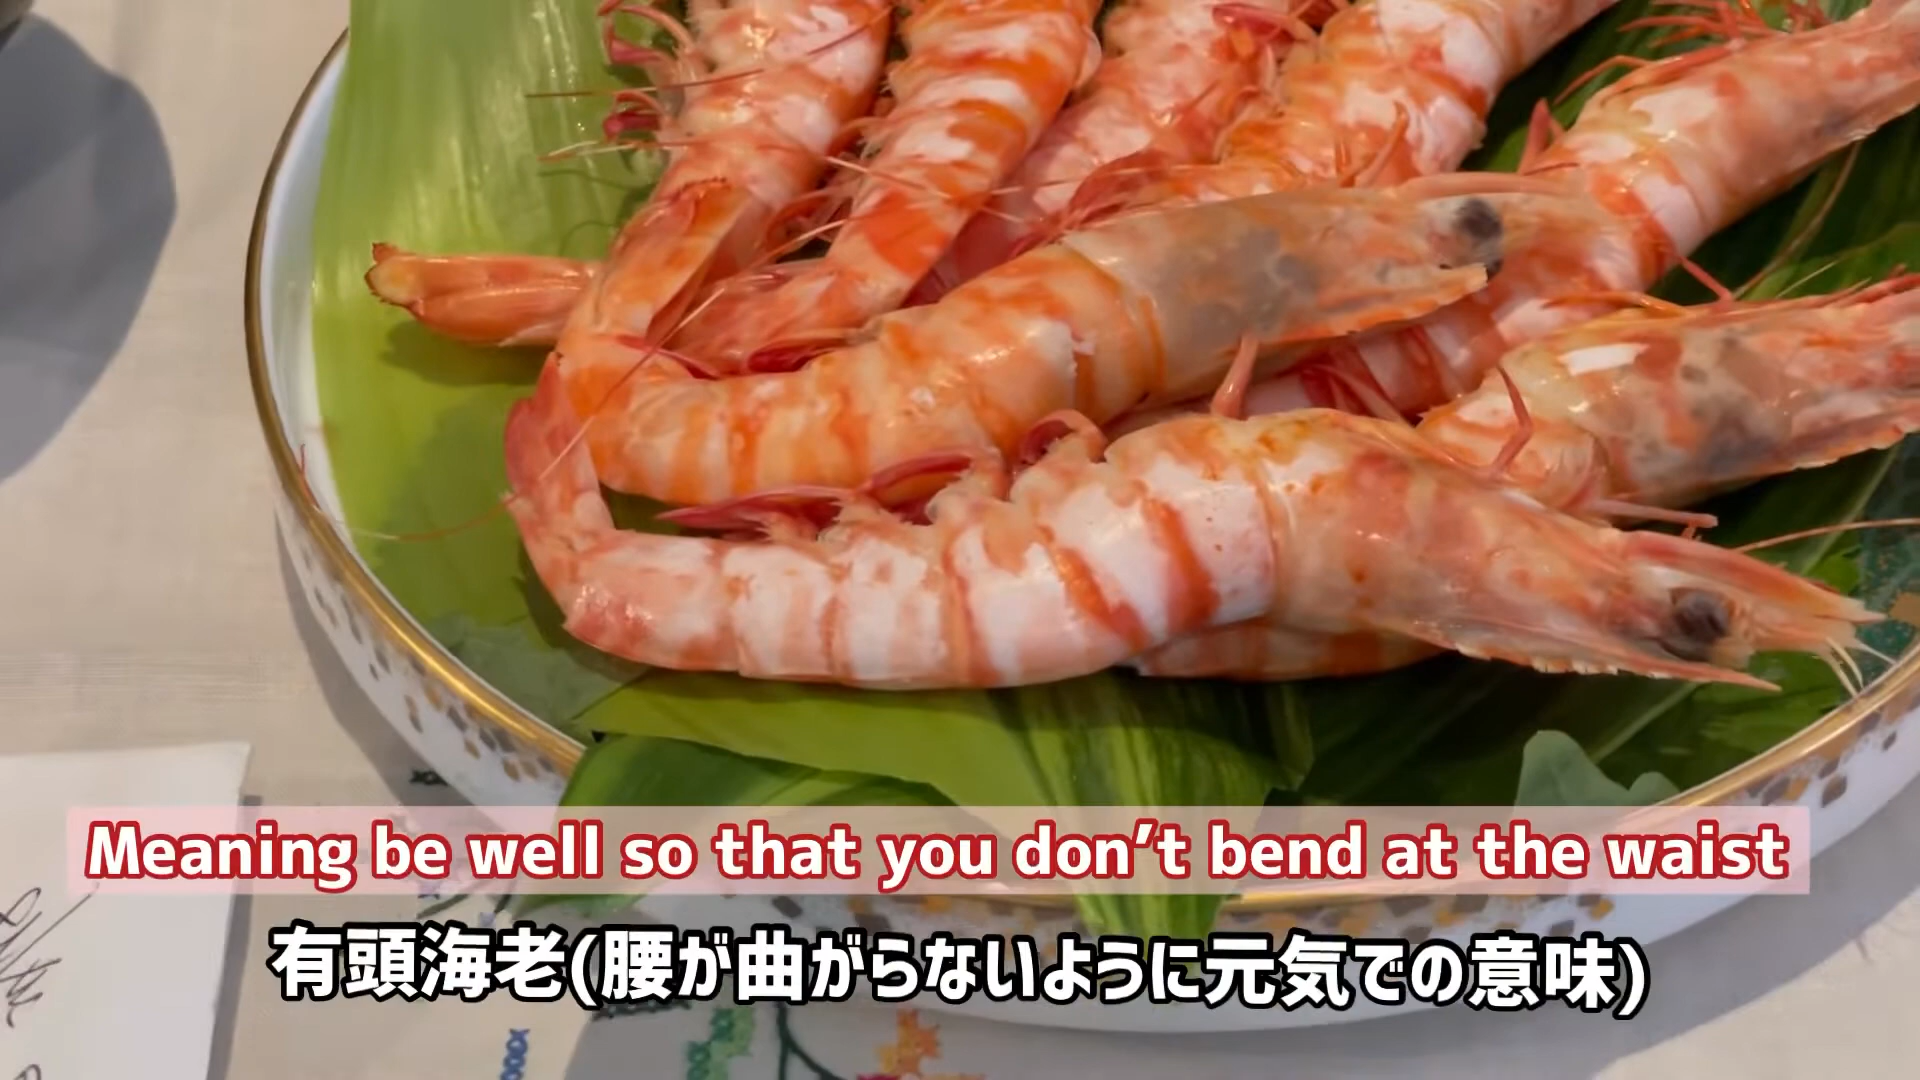 Meaning be well so that you don't bend at the waist
有頭海老(腰が曲がらないように元気での意味)